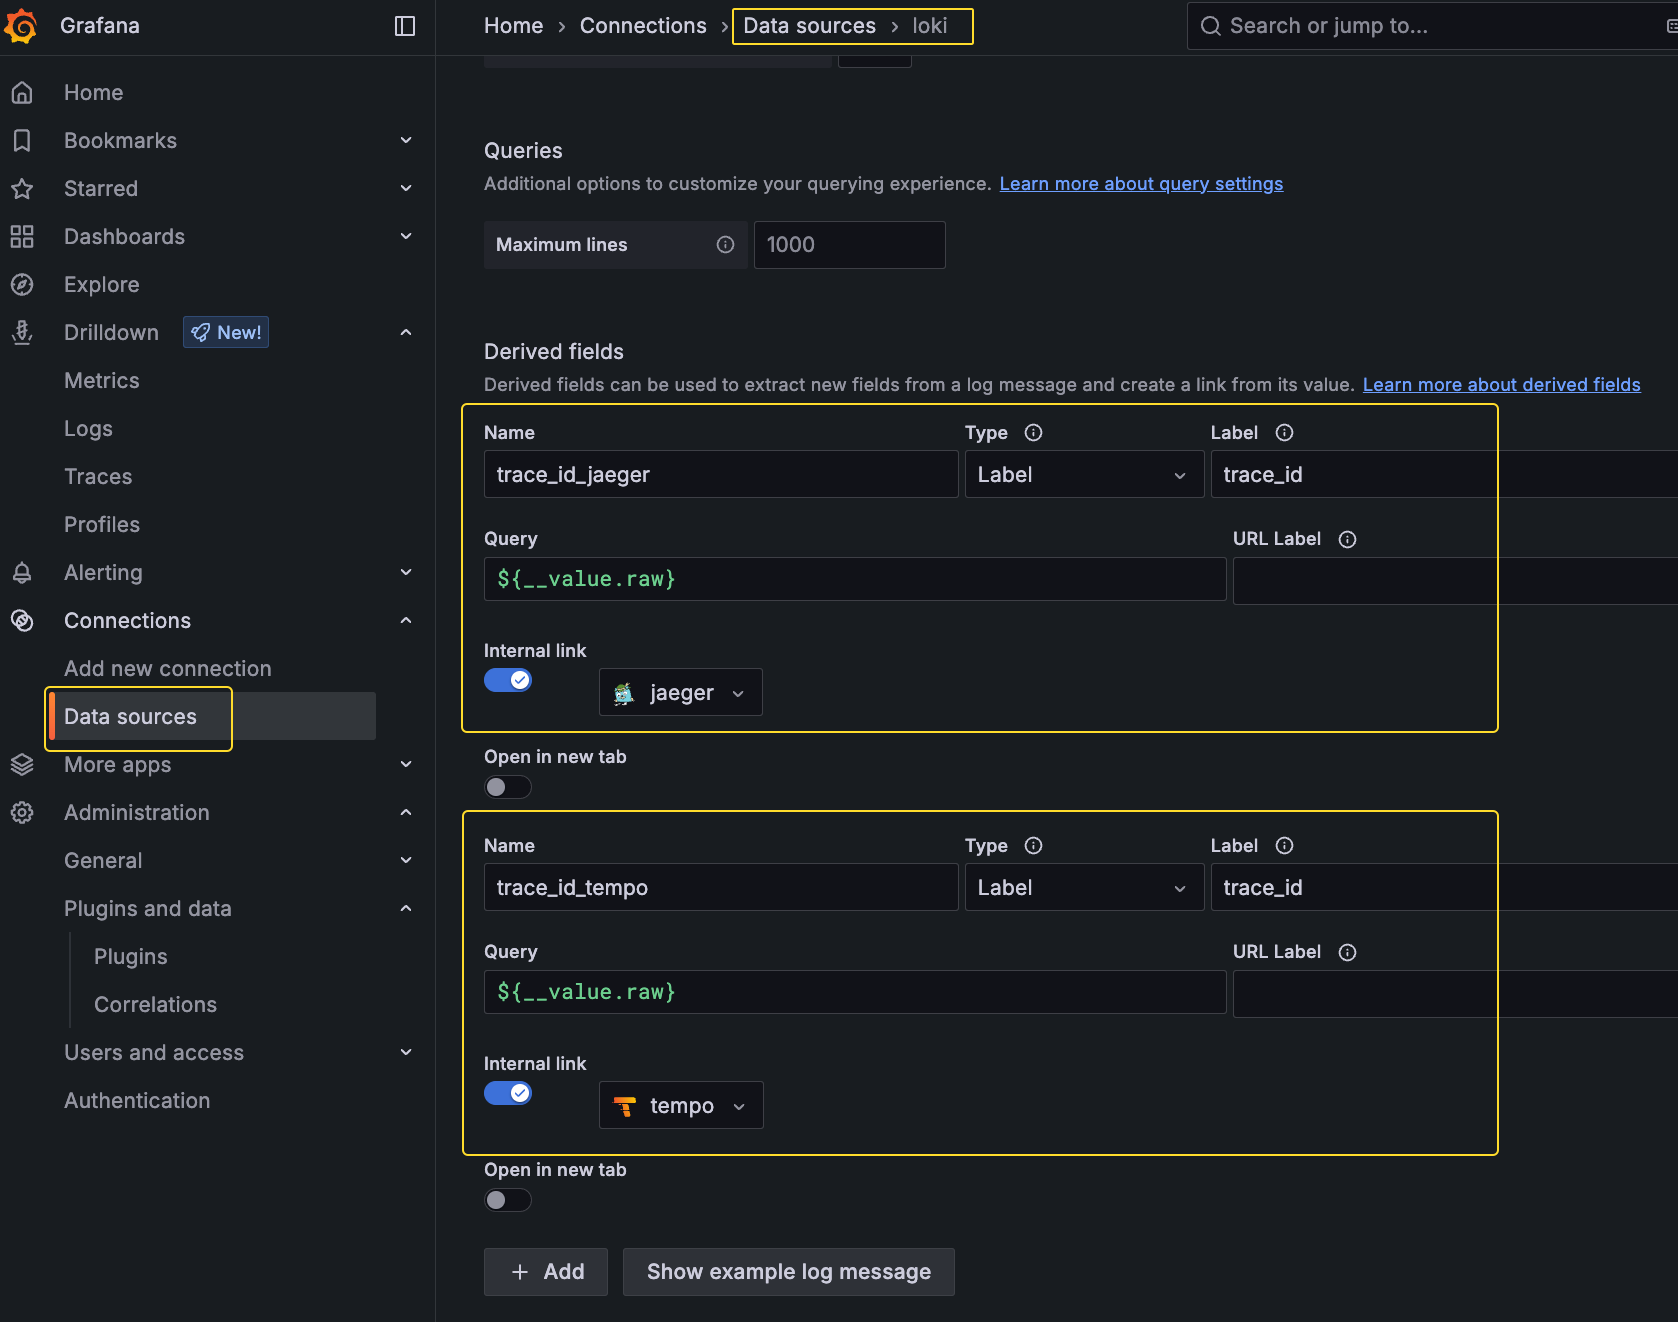 Grafana
Home › Connections › Data sources › loki
Search or jump to...
Home
Bookmarks
Starred
Dashboards
Explore
Drilldown
New!
Metrics
Logs
Traces
Profiles
Alerting
Connections
Add new connection
Data sources
More apps
Administration
General
Plugins and data
Plugins
Correlations
Users and access
Authentication
Queries
Additional options to customize your querying experience. Learn more about query settings
Maximum lines
1000
Derived fields
Derived fields can be used to extract new fields from a log message and create a link from its value. Learn more about derived fields
Name Type Label
trace_id_jaeger Label trace_id
Query URL Label
${__value.raw}
Internal link
jaeger
Open in new tab
Name Type Label
trace_id_tempo Label trace_id
Query URL Label
${__value.raw}
Internal link
tempo
Open in new tab
+ Add Show example log message